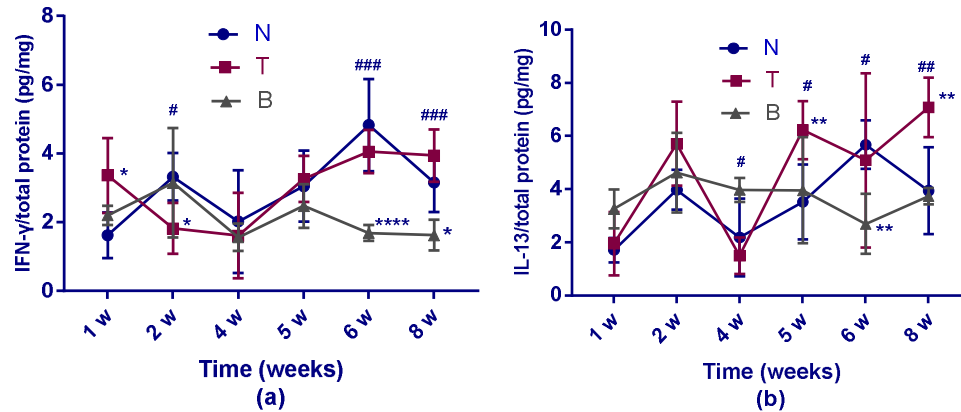 IFN-γ/total protein (pg/mg)
8
6
4
2
0
N
T
B
*
#
*
###
****
###
*
1 w
2 w
4 w
5 w
6 w
8 w
Time (weeks)
(a)
IL-13/total protein (pg/mg)
10
8
6
4
2
0
N
T
B
#
#
**
#
**
##
**
1 w
2 w
4 w
5 w
6 w
8 w
Time (weeks)
(b)